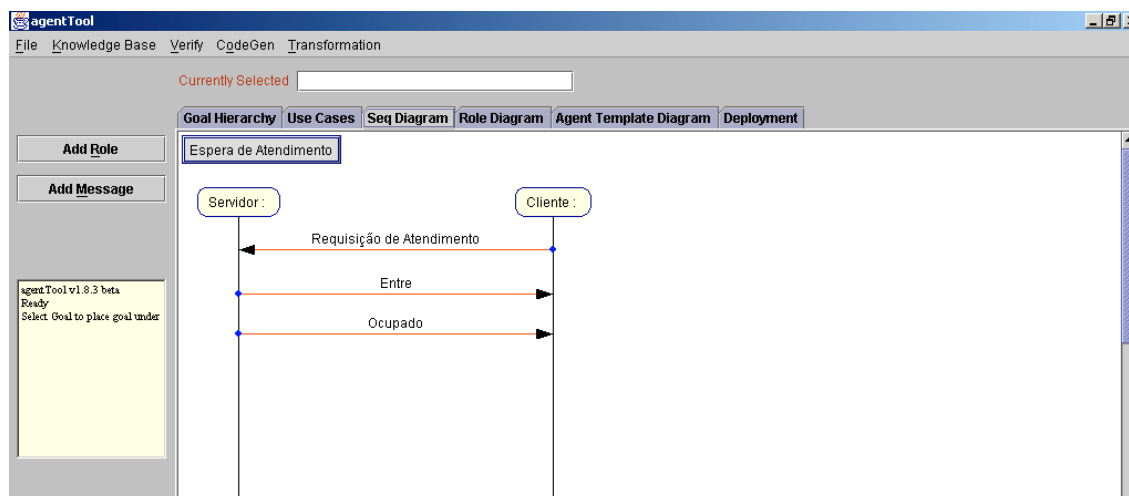 agentTool
File Knowledge Base Verify CodeGen Transformation
Currently Selected
Goal Hierarchy Use Cases Seq Diagram Role Diagram Agent Template Diagram Deployment
Add Role
Add Message
Espera de Atendimento
Servidor :
Cliente :
Requisição de Atendimento
Entre
Ocupado
agentTool v1.8.3 beta
Ready
Select Goal to place goal under